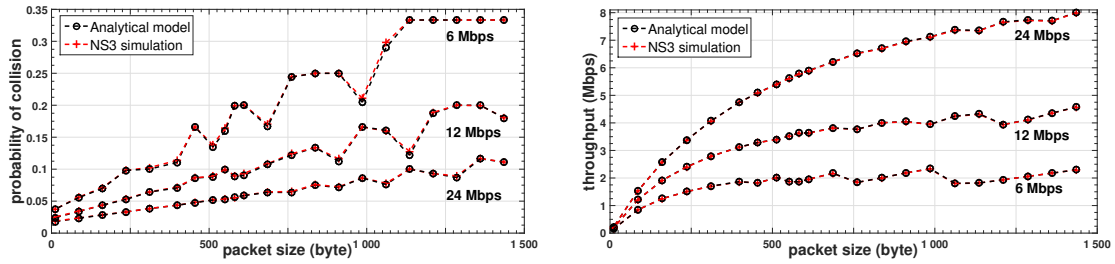 Analytical model
NS3 simulation
6 Mbps
12 Mbps
24 Mbps
probability of collision
0.35
0.3
0.25
0.2
0.15
0.1
0.05
0
0 500 1 000 1 500
packet size (byte)
Analytical model
NS3 simulation
24 Mbps
12 Mbps
6 Mbps
throughput (Mbps)
8
7
6
5
4
3
2
1
0
0 500 1 000 1 500
packet size (byte)